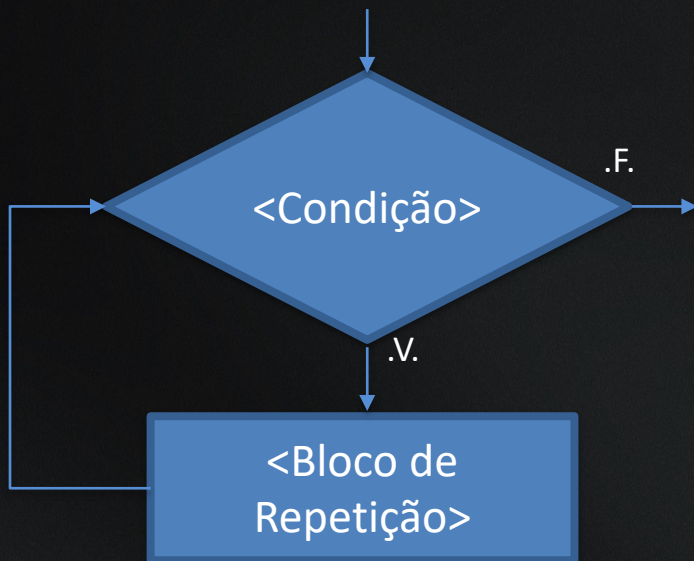 .F.
<Condição>
.V.
<Bloco de
Repetição>